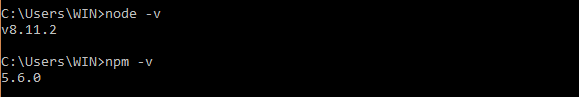 C:\Users\WIN>node -v
v8.11.2
C:\Users\WIN>npm -v
5.6.0